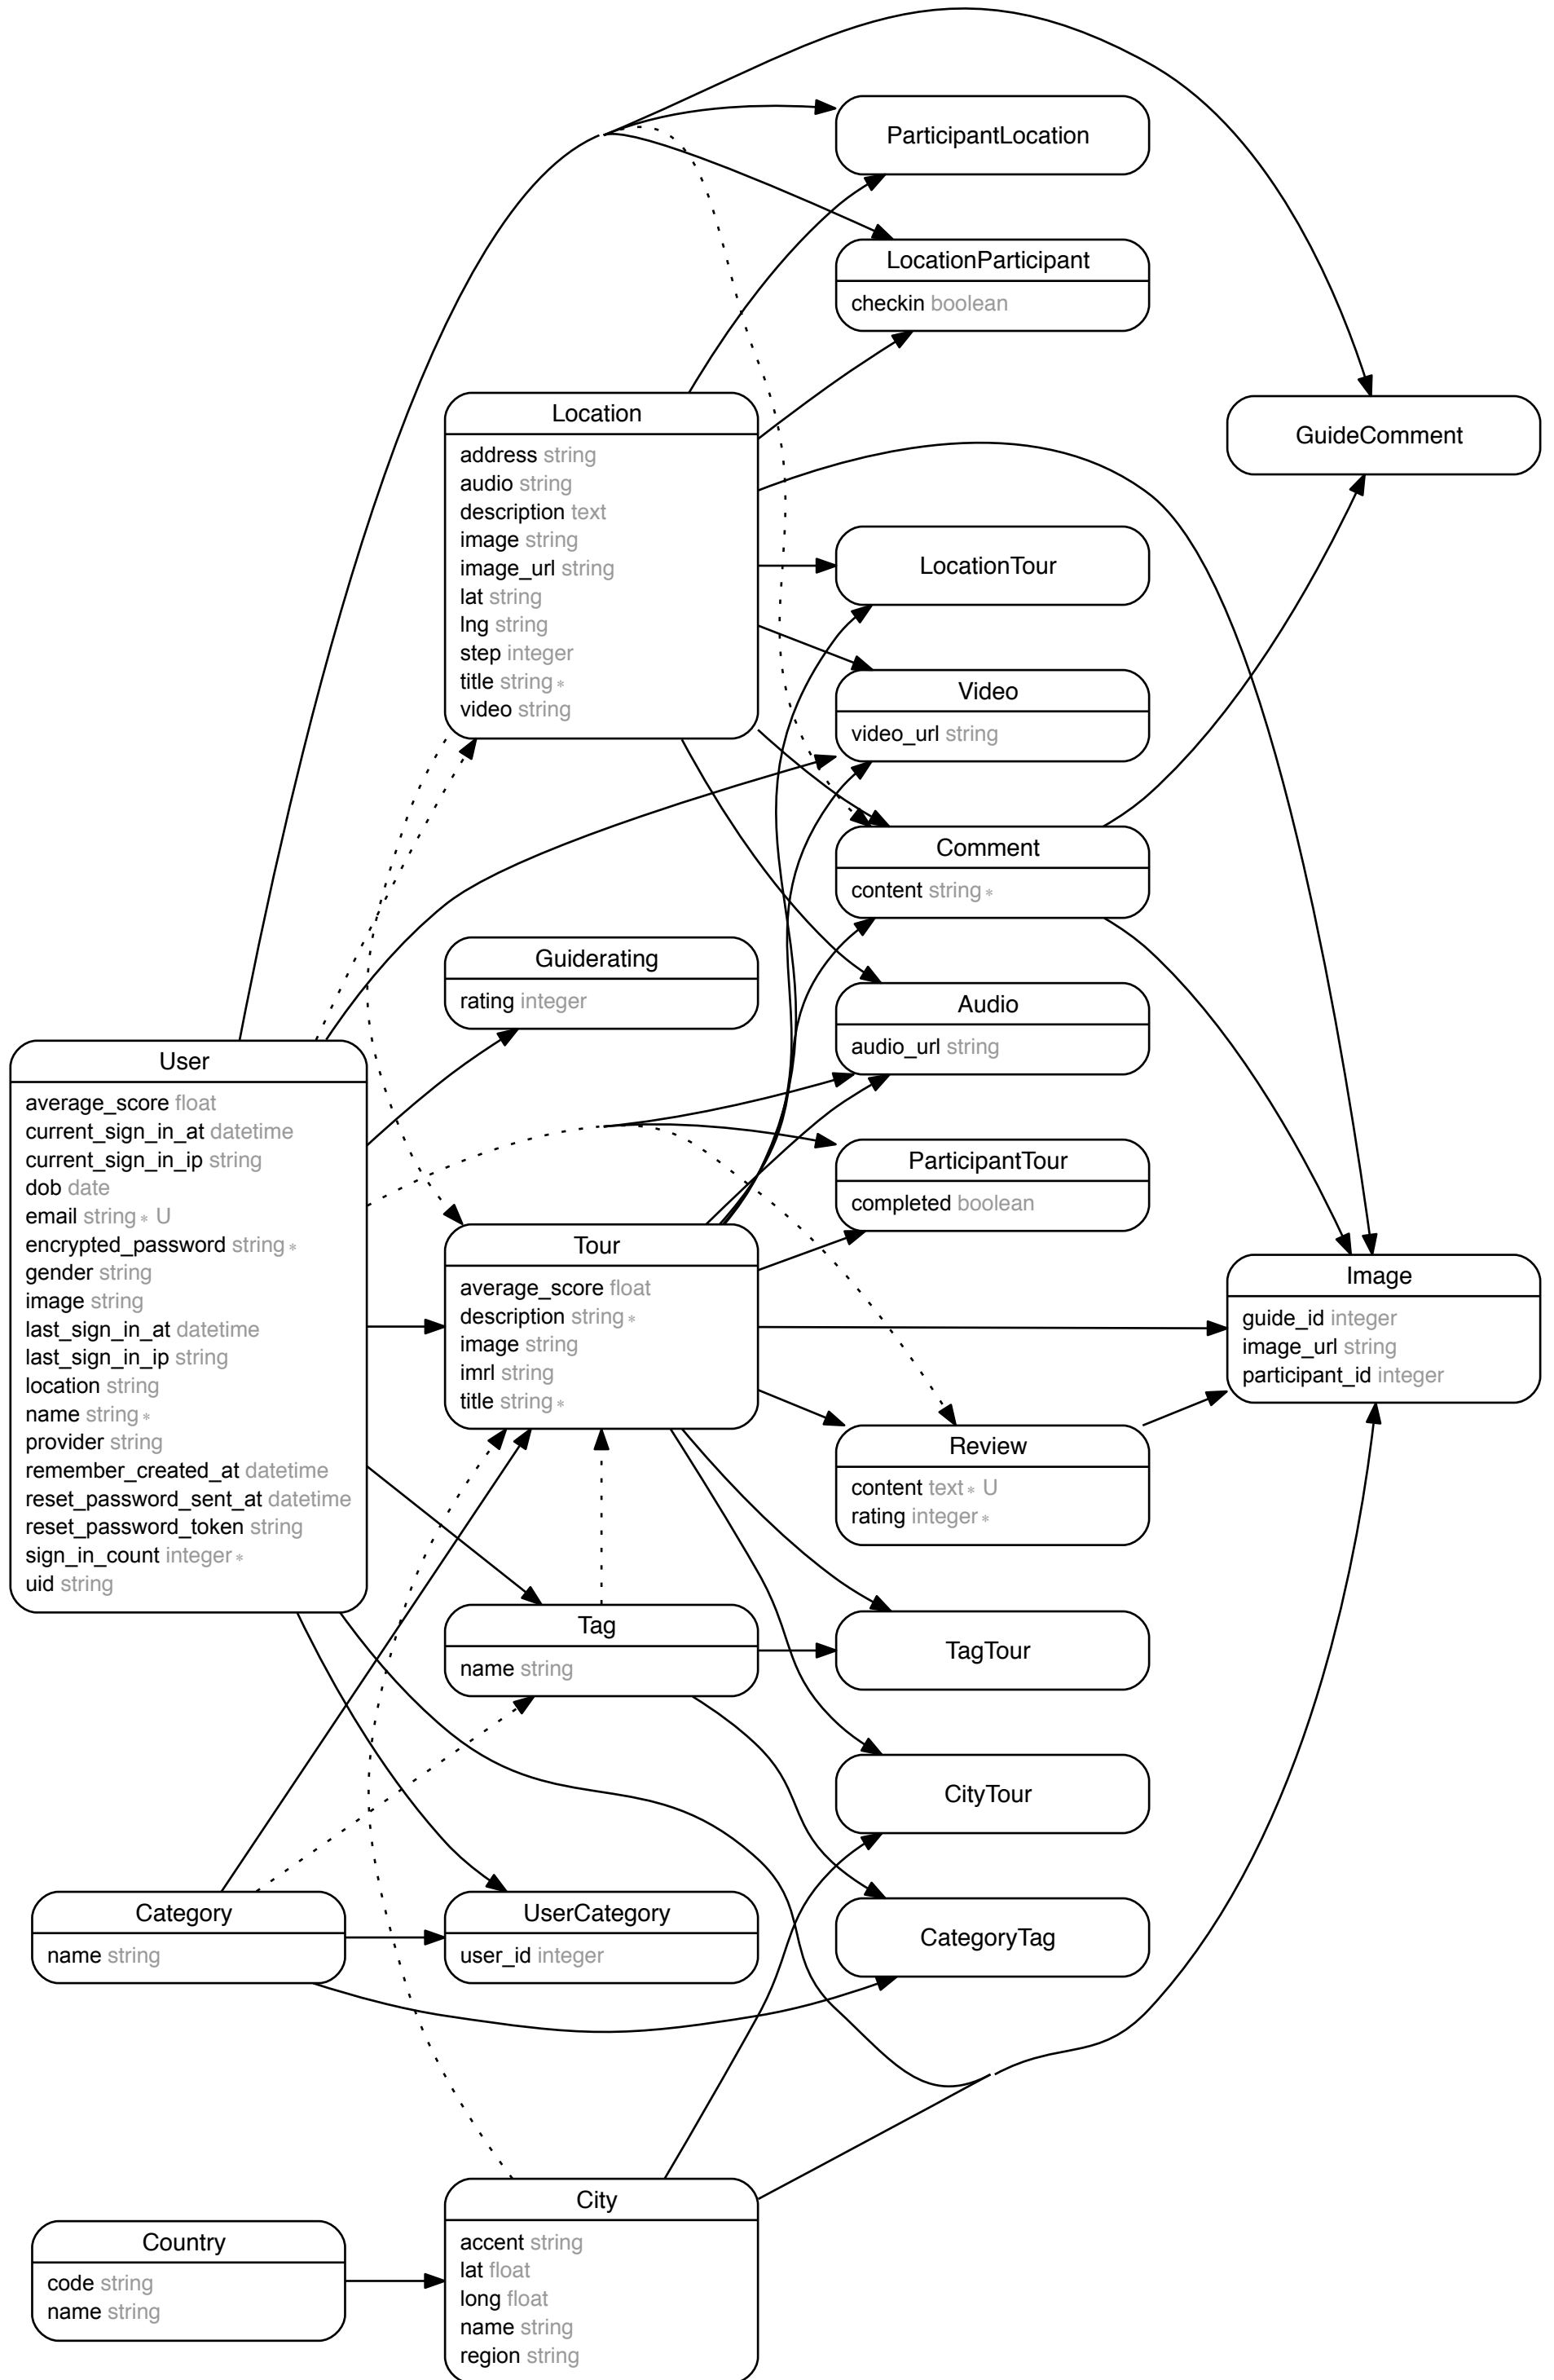 ParticipantLocation
LocationParticipant
checkin boolean
GuideComment
Location
address string
audio string
description text
image string
image_url string
lat string
lng string
step integer
title string *
video string
LocationTour
Video
video_url string
Comment
content string *
Guiderating
rating integer
Audio
audio_url string
User
average_score float
current_sign_in_at datetime
current_sign_in_ip string
dob date
email string * U
encrypted_password string *
gender string
image string
last_sign_in_at datetime
last_sign_in_ip string
location string
name string *
provider string
remember_created_at datetime
reset_password_sent_at datetime
reset_password_token string
sign_in_count integer *
uid string
ParticipantTour
completed boolean
Tour
average_score float
description string *
image string
imrl string
title string *
Image
guide_id integer
image_url string
participant_id integer
Review
content text * U
rating integer *
Tag
name string
TagTour
CityTour
Category
name string
UserCategory
user_id integer
CategoryTag
City
accent string
lat float
long float
name string
region string
Country
code string
name string